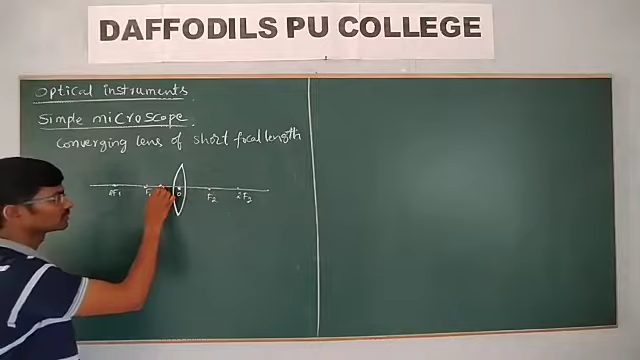 DAFFODILS PU COLLEGE
Optical instruments
Simple miCroscope.
Converging lens of short focal length
2F1 F1 O F2 2F2